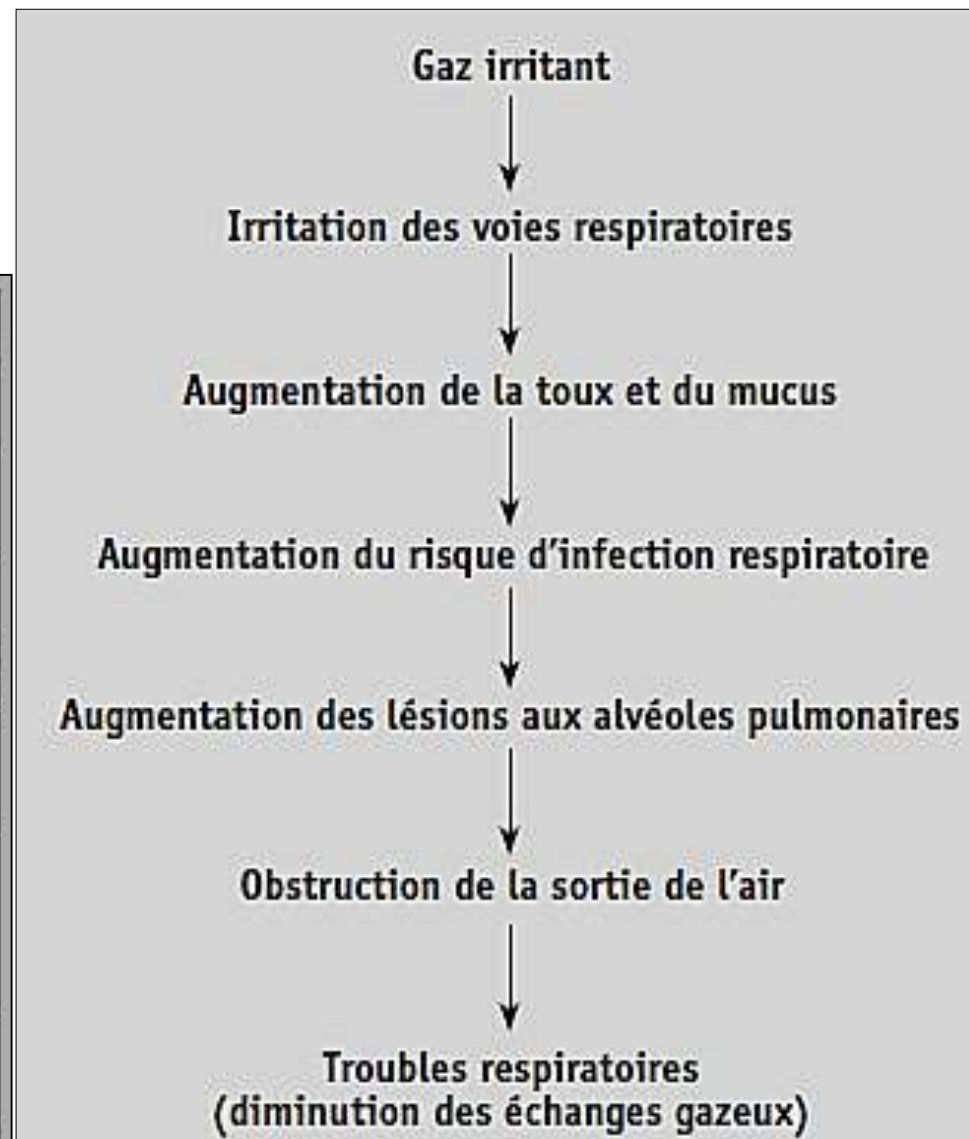 Gaz irritant
Irritation des voies respiratoires
Augmentation de la toux et du mucus
Augmentation du risque d'infection respiratoire
Augmentation des lésions aux alvéoles pulmonaires
Obstruction de la sortie de l'air
Troubles respiratoires
(diminution des échanges gazeux)